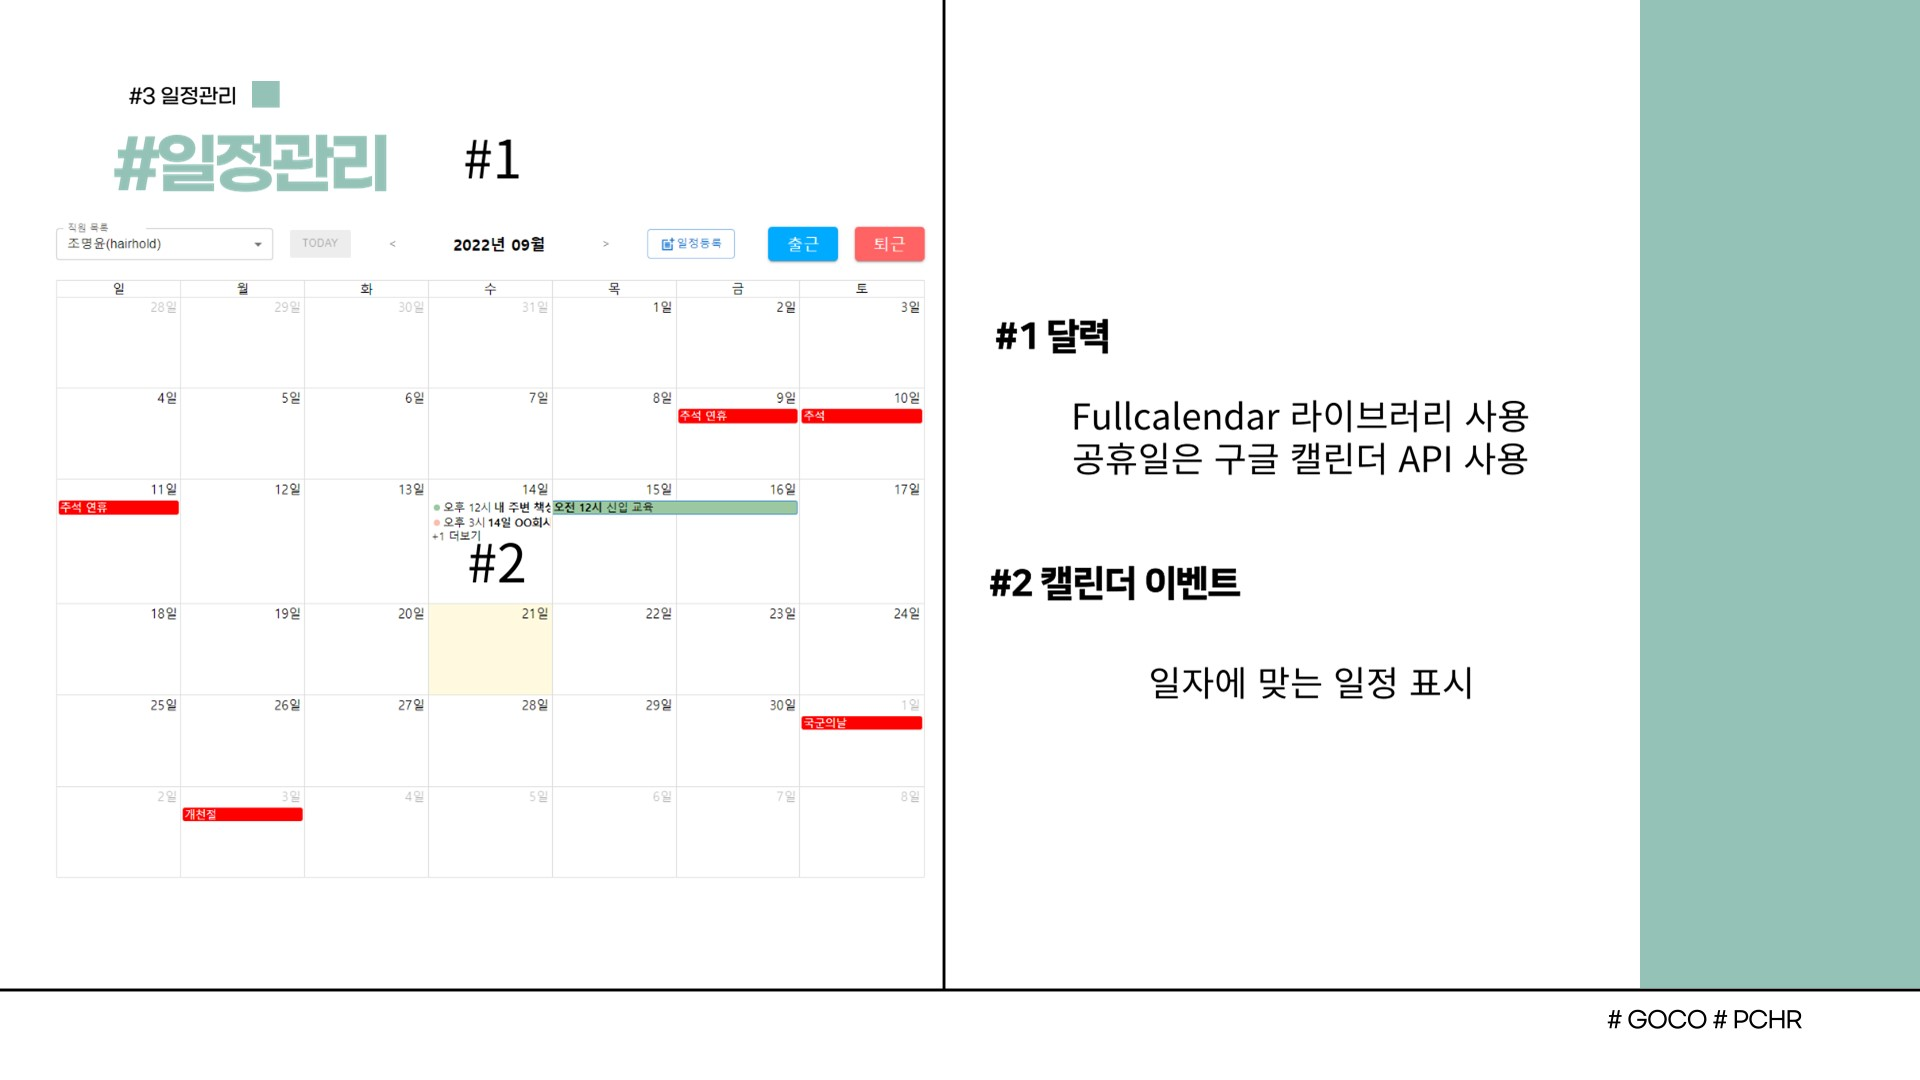 #3 일정관리
#일정관리
#1
직원 목록
조명윤(hairhold)
TODAY
<
2022년 09월
>
일정등록
출근
퇴근
일 월 화 수 목 금 토
28일 29일 30일 31일 1일 2일 3일
4일 5일 6일 7일 8일 9일 10일
추석 연휴 추석
11일 12일 13일 14일 15일 16일 17일
추석 연휴 오후 12시 내 주변 오전 12시 신입 교육
오후 3시 14일 OO회사
+1 더보기
#2
18일 19일 20일 21일 22일 23일 24일
25일 26일 27일 28일 29일 30일 1일
국군의날
2일 3일 4일 5일 6일 7일 8일
개천절
#1 달력
Fullcalendar 라이브러리 사용
공휴일은 구글 캘린더 API 사용
#2 캘린더 이벤트
일자에 맞는 일정 표시
# GOCO # PCHR